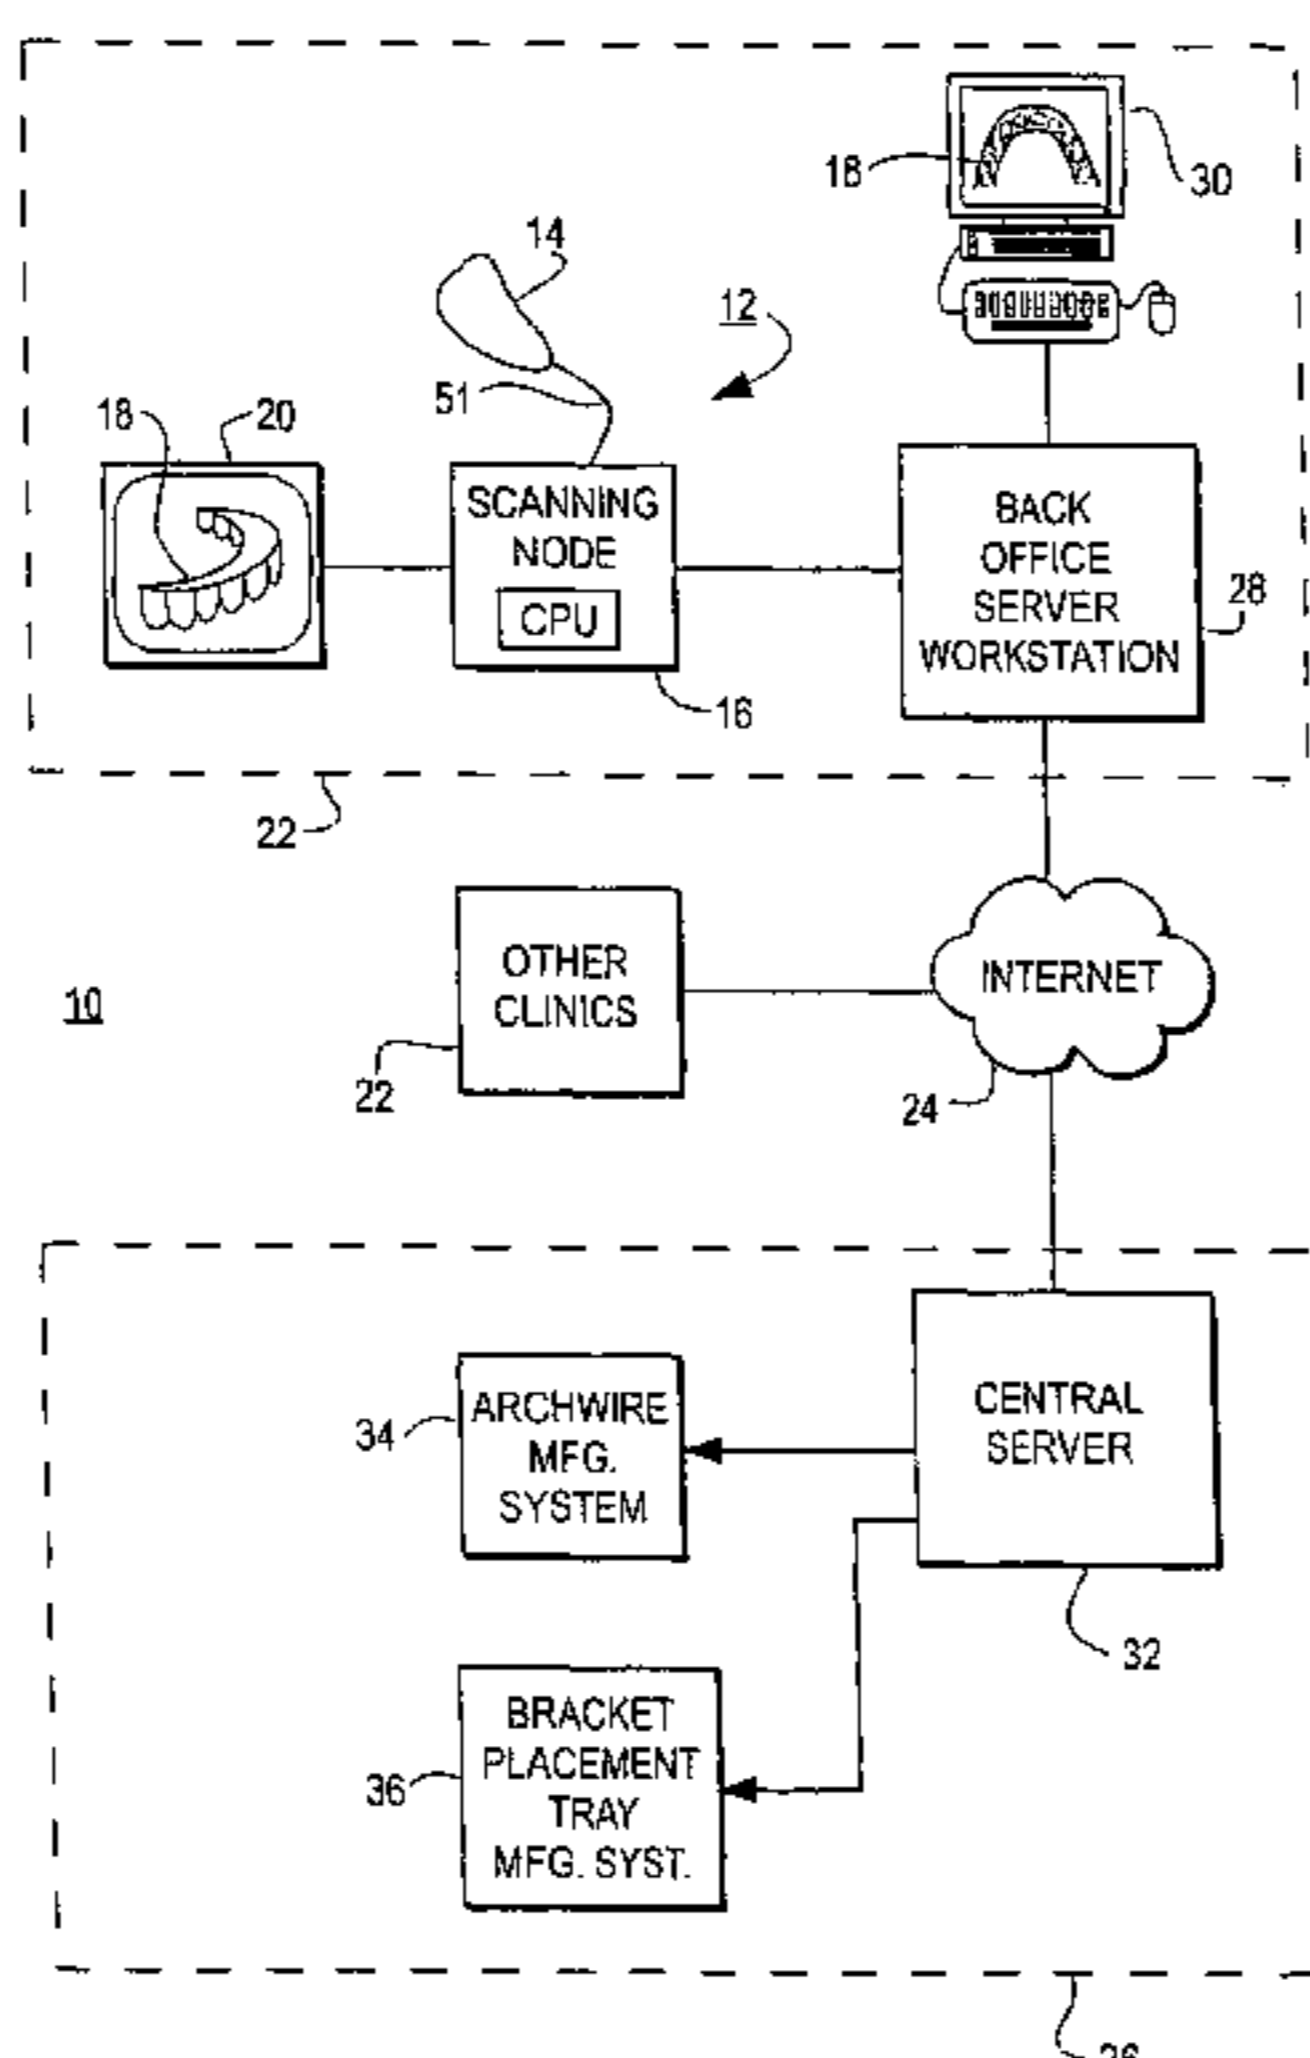 18
30
14
12
51
18
20
SCANNING
NODE
CPU
BACK
OFFICE
SERVER
WORKSTATION
28
16
22
OTHER
CLINICS
INTERNET
10
22
24
ARCHWIRE
MFG.
SYSTEM
34
CENTRAL
SERVER
32
BRACKET
PLACEMENT
TRAY
MFG. SYST.
36